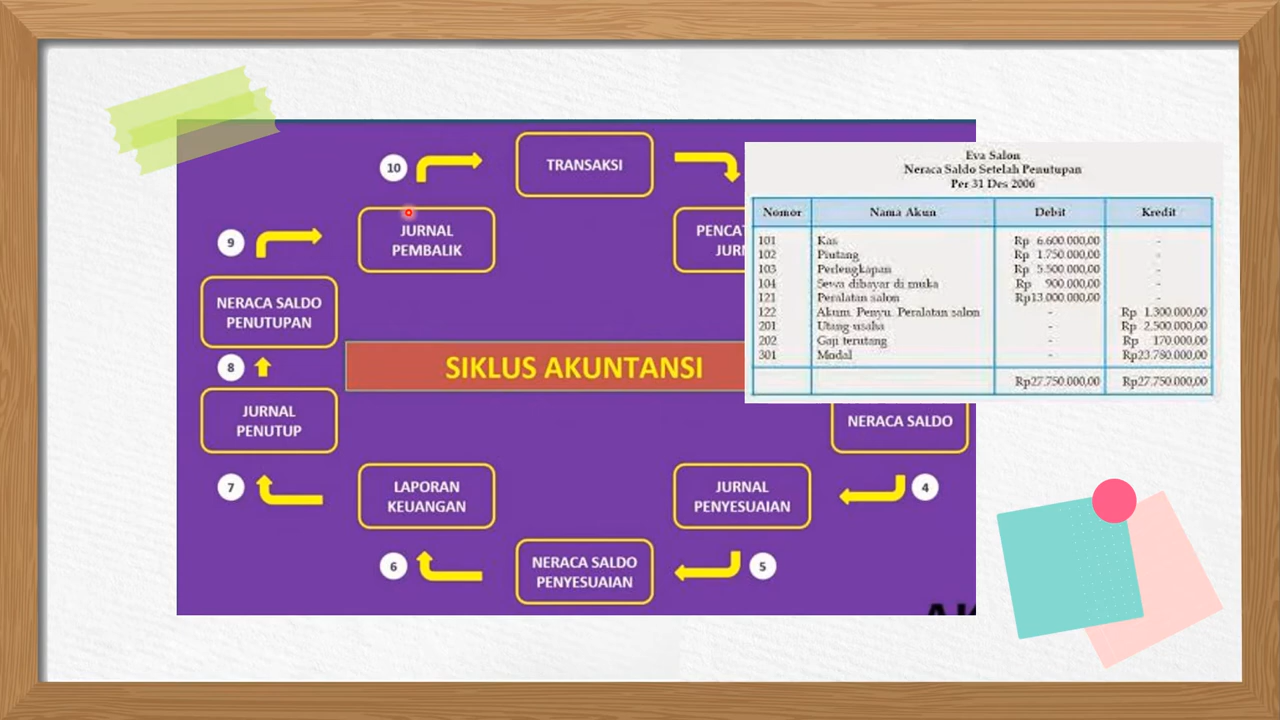 10
TRANSAKSI
JURNAL
PEMBALIK
9
NERACA SALDO
PENUTUPAN
8
SIKLUS AKUNTANSI
JURNAL
PENUTUP
7
LAPORAN
KEUANGAN
6
NERACA SALDO
PENYESUAIAN
5
JURNAL
PENYESUAIAN
4
NERACA SALDO
Eva Salon
Neraca Saldo Setelah Penutupan
Per 31 Des 2006
Nomor Nama Akun Debit Kredit
101 Kas Rp 6.600.000,00 -
102 Piutang Rp 1.750.000,00 -
103 Perlengkapan Rp 5.500.000,00 -
104 Sewa dibayar di muka Rp 900.000,00 -
121 Peralatan salon Rp13.000.000,00 -
122 Akum. Penyu. Peralatan salon - Rp 1.300.000,00
201 Utang usaha - Rp 2.500.000,00
202 Gaji terutang - Rp 170.000,00
301 Modal - Rp23.780.000,00
Rp27.750.000,00 Rp27.750.000,00